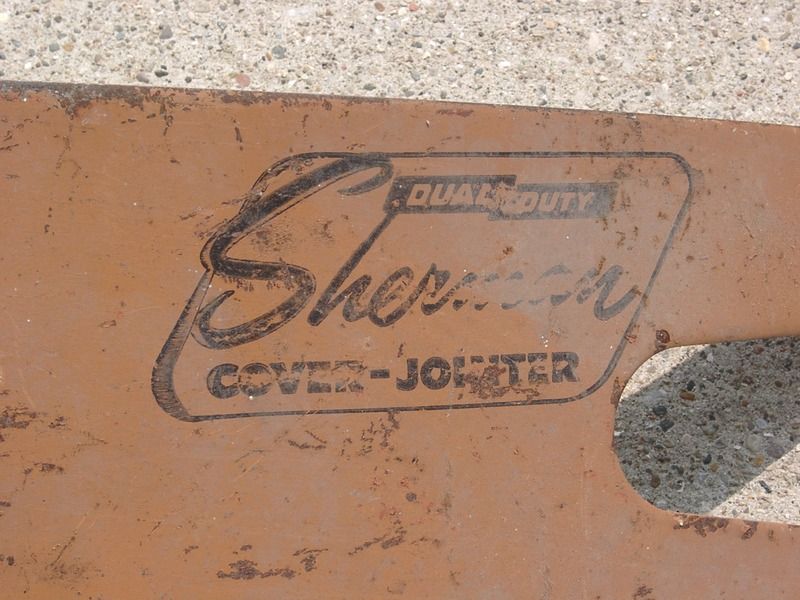 DUAL DUTY
Sherman
COVER-JOINTER